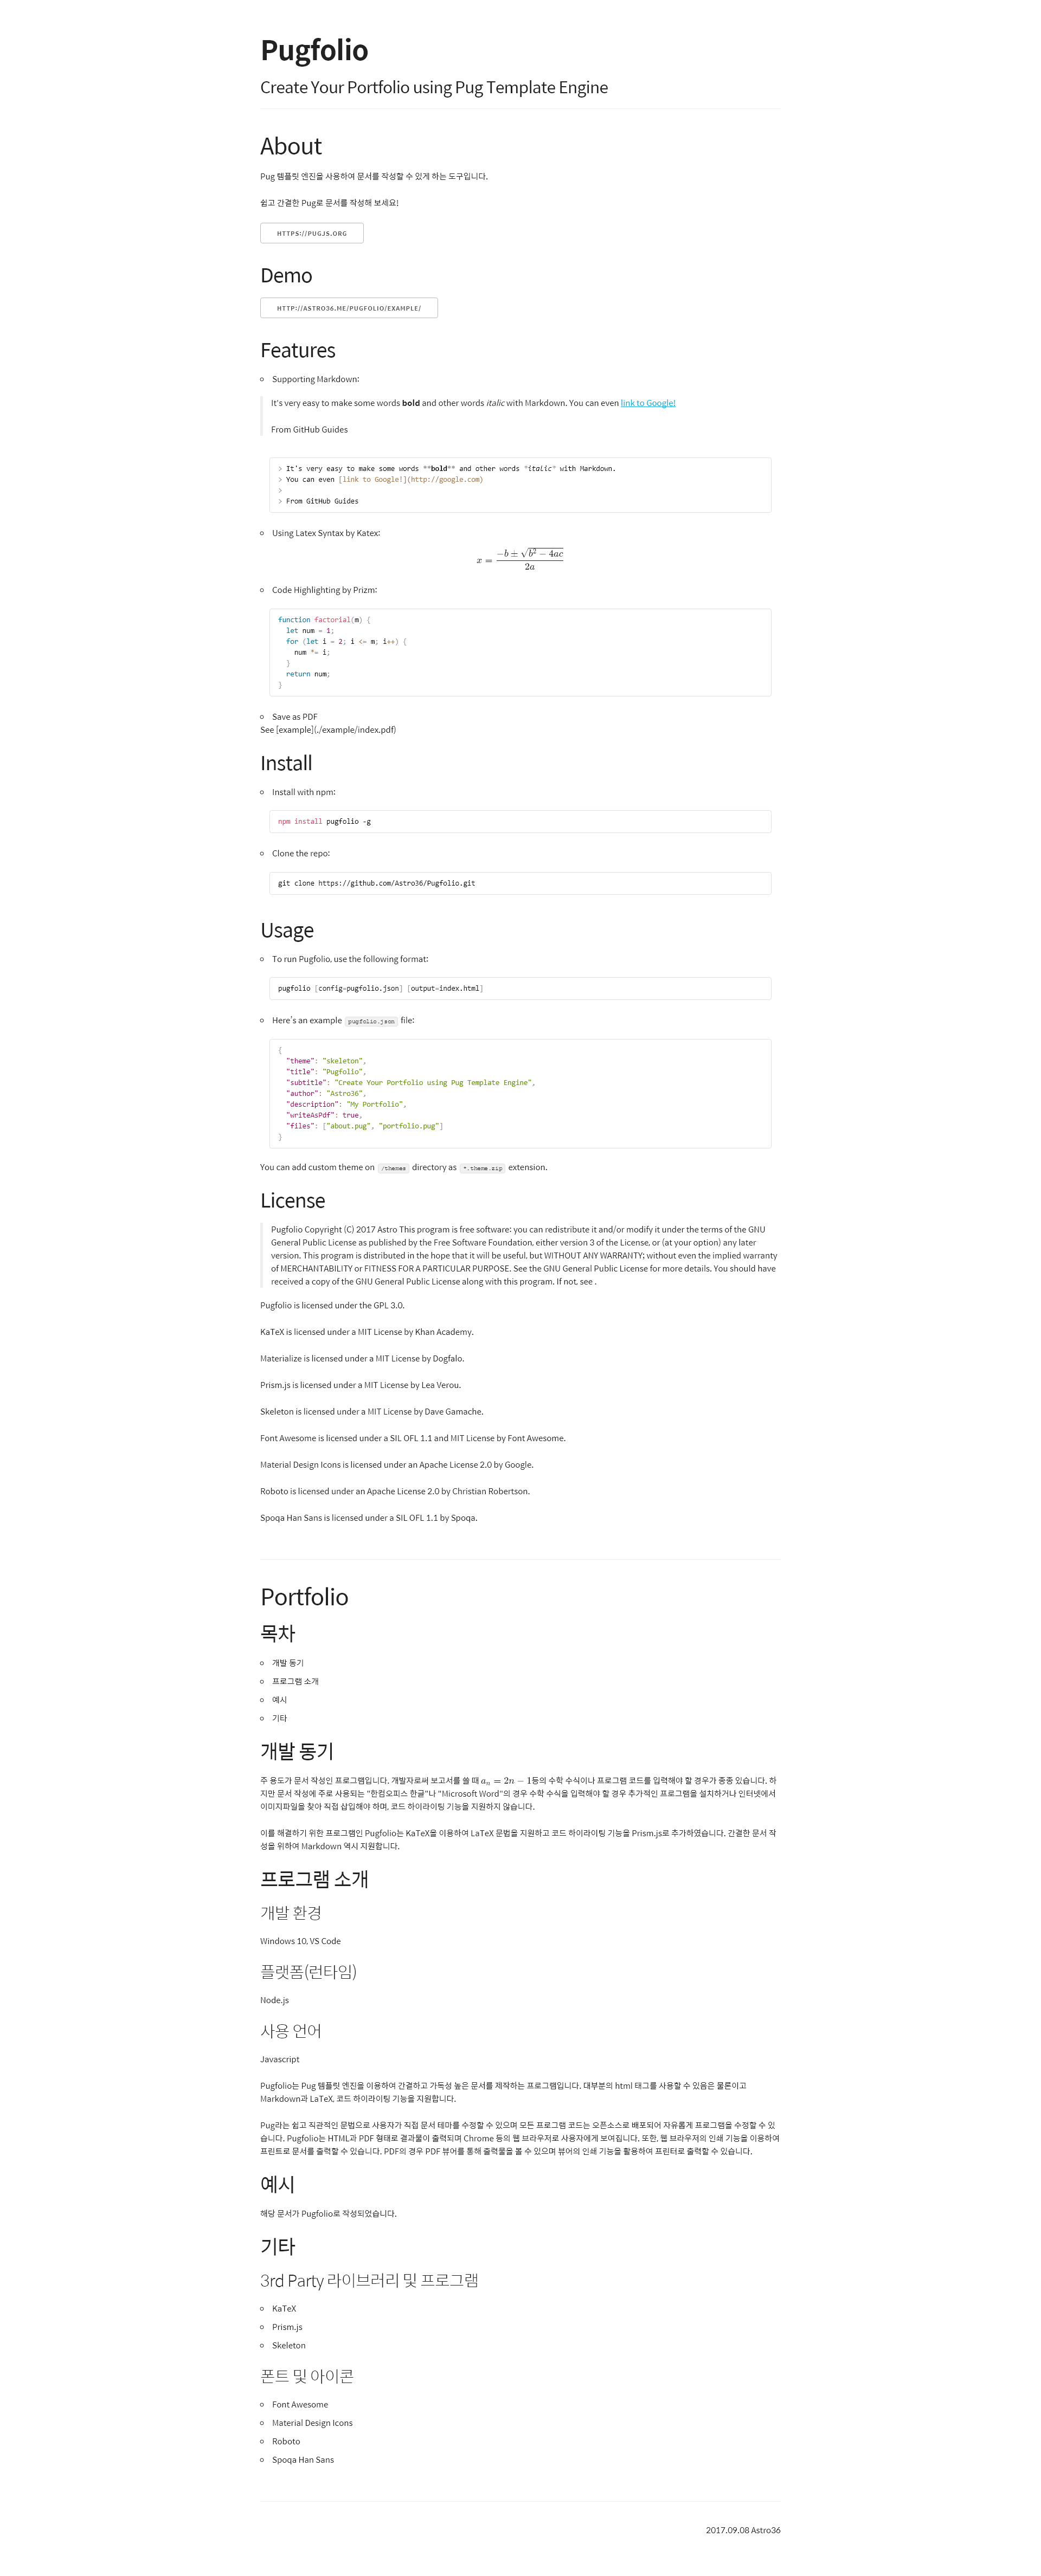 Pugfolio
Create Your Portfolio using Pug Template Engine
About
Pug 템플릿 엔진을 사용하여 문서를 작성할 수 있게 하는 도구입니다.
쉽고 간결한 Pug로 문서를 작성해 보세요!
HTTPS://PUGJS.ORG
Demo
HTTP://ASTRO36.ME/PUGFOLIO/EXAMPLE/
Features
Supporting Markdown:
It's very easy to make some words bold and other words italic with Markdown. You can even link to Google!
From GitHub Guides
> It's very easy to make some words **bold** and other words *italic* with Markdown.
> You can even [link to Google!](http://google.com)
>
> From GitHub Guides
Using Latex Syntax by Katex:
x = \frac{-b ± \sqrt{b^2 − 4ac}}{2a}
Code Highlighting by Prizm:
function factorial(m) {
  let num = 1;
  for (let i = 2; i <= m; i++) {
    num *= i;
  }
  return num;
}
Save as PDF
See [example](./example/index.pdf)
Install
Install with npm:
npm install pugfolio -g
Clone the repo:
git clone https://github.com/Astro36/Pugfolio.git
Usage
To run Pugfolio, use the following format:
pugfolio [config=pugfolio.json] [output=index.html]
Here's an example pugfolio.json file:
{
  "theme": "skeleton",
  "title": "Pugfolio",
  "subtitle": "Create Your Portfolio using Pug Template Engine",
  "author": "Astro36",
  "description": "My Portfolio",
  "writeAsPdf": true,
  "files": ["about.pug", "portfolio.pug"]
}
You can add custom theme on /themes directory as *.theme.zip extension.
License
Pugfolio Copyright (C) 2017 Astro This program is free software: you can redistribute it and/or modify it under the terms of the GNU
General Public License as published by the Free Software Foundation, either version 3 of the License, or (at your option) any later
version. This program is distributed in the hope that it will be useful, but WITHOUT ANY WARRANTY; without even the implied warranty
of MERCHANTABILITY or FITNESS FOR A PARTICULAR PURPOSE. See the GNU General Public License for more details. You should have
received a copy of the GNU General Public License along with this program. If not, see .
Pugfolio is licensed under the GPL 3.0.
KaTeX is licensed under a MIT License by Khan Academy.
Materialize is licensed under a MIT License by Dogfalo.
Prism.js is licensed under a MIT License by Lea Verou.
Skeleton is licensed under a MIT License by Dave Gamache.
Font Awesome is licensed under a SIL OFL 1.1 and MIT License by Font Awesome.
Material Design Icons is licensed under an Apache License 2.0 by Google.
Roboto is licensed under an Apache License 2.0 by Christian Robertson.
Spoqa Han Sans is licensed under a SIL OFL 1.1 by Spoqa.
Portfolio
목차
개발 동기
프로그램 소개
예시
기타
개발 동기
주 용도가 문서 작성인 프로그램입니다. 개발자로써 보고서를 쓸 때 a_n = 2n − 1등의 수학 수식이나 프로그램 코드를 입력해야 할 경우가 종종 있습니다. 하
지만 문서 작성에 주로 사용되는 "한컴오피스 한글"나 "Microsoft Word"의 경우 수학 수식을 입력해야 할 경우 추가적인 프로그램을 설치하거나 인터넷에서
이미지파일을 찾아 직접 삽입해야 하며, 코드 하이라이팅 기능을 지원하지 않습니다.
이를 해결하기 위한 프로그램인 Pugfolio는 KaTeX을 이용하여 LaTeX 문법을 지원하고 코드 하이라이팅 기능을 Prism.js로 추가하였습니다. 간결한 문서 작
성을 위하여 Markdown 역시 지원합니다.
프로그램 소개
개발 환경
Windows 10, VS Code
플랫폼(런타임)
Node.js
사용 언어
Javascript
Pugfolio는 Pug 템플릿 엔진을 이용하여 간결하고 가독성 높은 문서를 제작하는 프로그램입니다. 대부분의 html 태그를 사용할 수 있음은 물론이고
Markdown과 LaTeX, 코드 하이라이팅 기능을 지원합니다.
Pug라는 쉽고 직관적인 문법으로 사용자가 직접 문서 테마를 수정할 수 있으며 모든 프로그램 코드는 오픈소스로 배포되어 자유롭게 프로그램을 수정할 수 있
습니다. Pugfolio는 HTML과 PDF 형태로 결과물이 출력되며 Chrome 등의 웹 브라우저로 사용자에게 보여집니다. 또한, 웹 브라우저의 인쇄 기능을 이용하여
프린트로 문서를 출력할 수 있습니다. PDF의 경우 PDF 뷰어를 통해 출력물을 볼 수 있으며 뷰어의 인쇄 기능을 활용하여 프린터로 출력할 수 있습니다.
예시
해당 문서가 Pugfolio로 작성되었습니다.
기타
3rd Party 라이브러리 및 프로그램
KaTeX
Prism.js
Skeleton
폰트 및 아이콘
Font Awesome
Material Design Icons
Roboto
Spoqa Han Sans
2017.09.08 Astro36